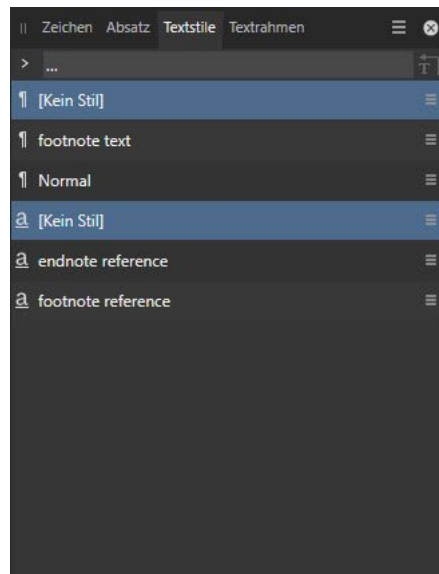 Zeichen Absatz Textstile Textrahmen
...
¶ [Kein Stil]
¶ footnote text
¶ Normal
a [Kein Stil]
a endnote reference
a footnote reference